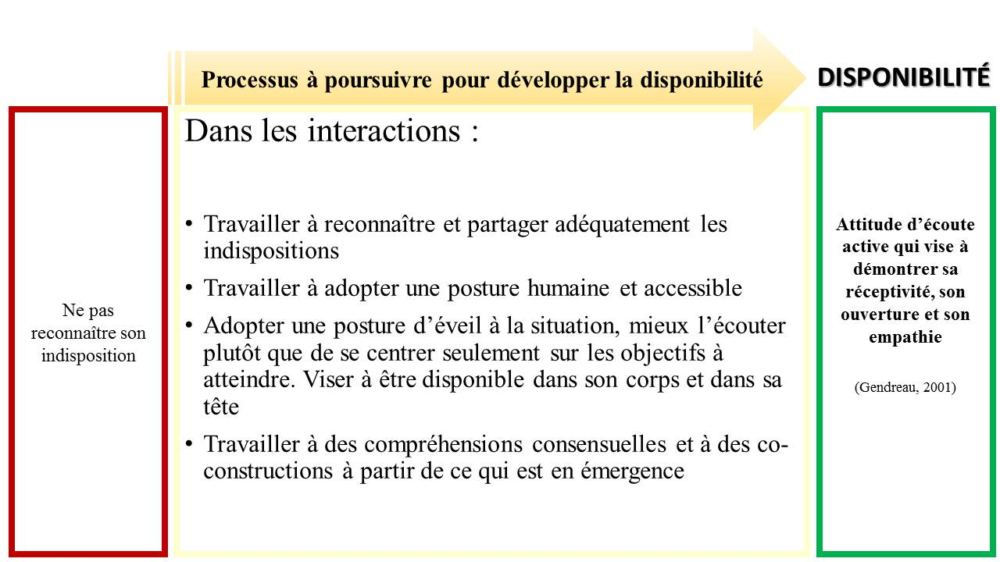 Processus à poursuivre pour développer la disponibilité
DISPONIBILITÉ
Ne pas
reconnaître son
indisposition
Dans les interactions :
• Travailler à reconnaître et partager adéquatement les
indispositions
• Travailler à adopter une posture humaine et accessible
• Adopter une posture d’éveil à la situation, mieux l’écouter
plutôt que de se centrer seulement sur les objectifs à
atteindre. Viser à être disponible dans son corps et dans sa
tête
• Travailler à des compréhensions consensuelles et à des co-
constructions à partir de ce qui est en émergence
Attitude d’écoute
active qui vise à
démontrer sa
réceptivité, son
ouverture et son
empathie
(Gendreau, 2001)